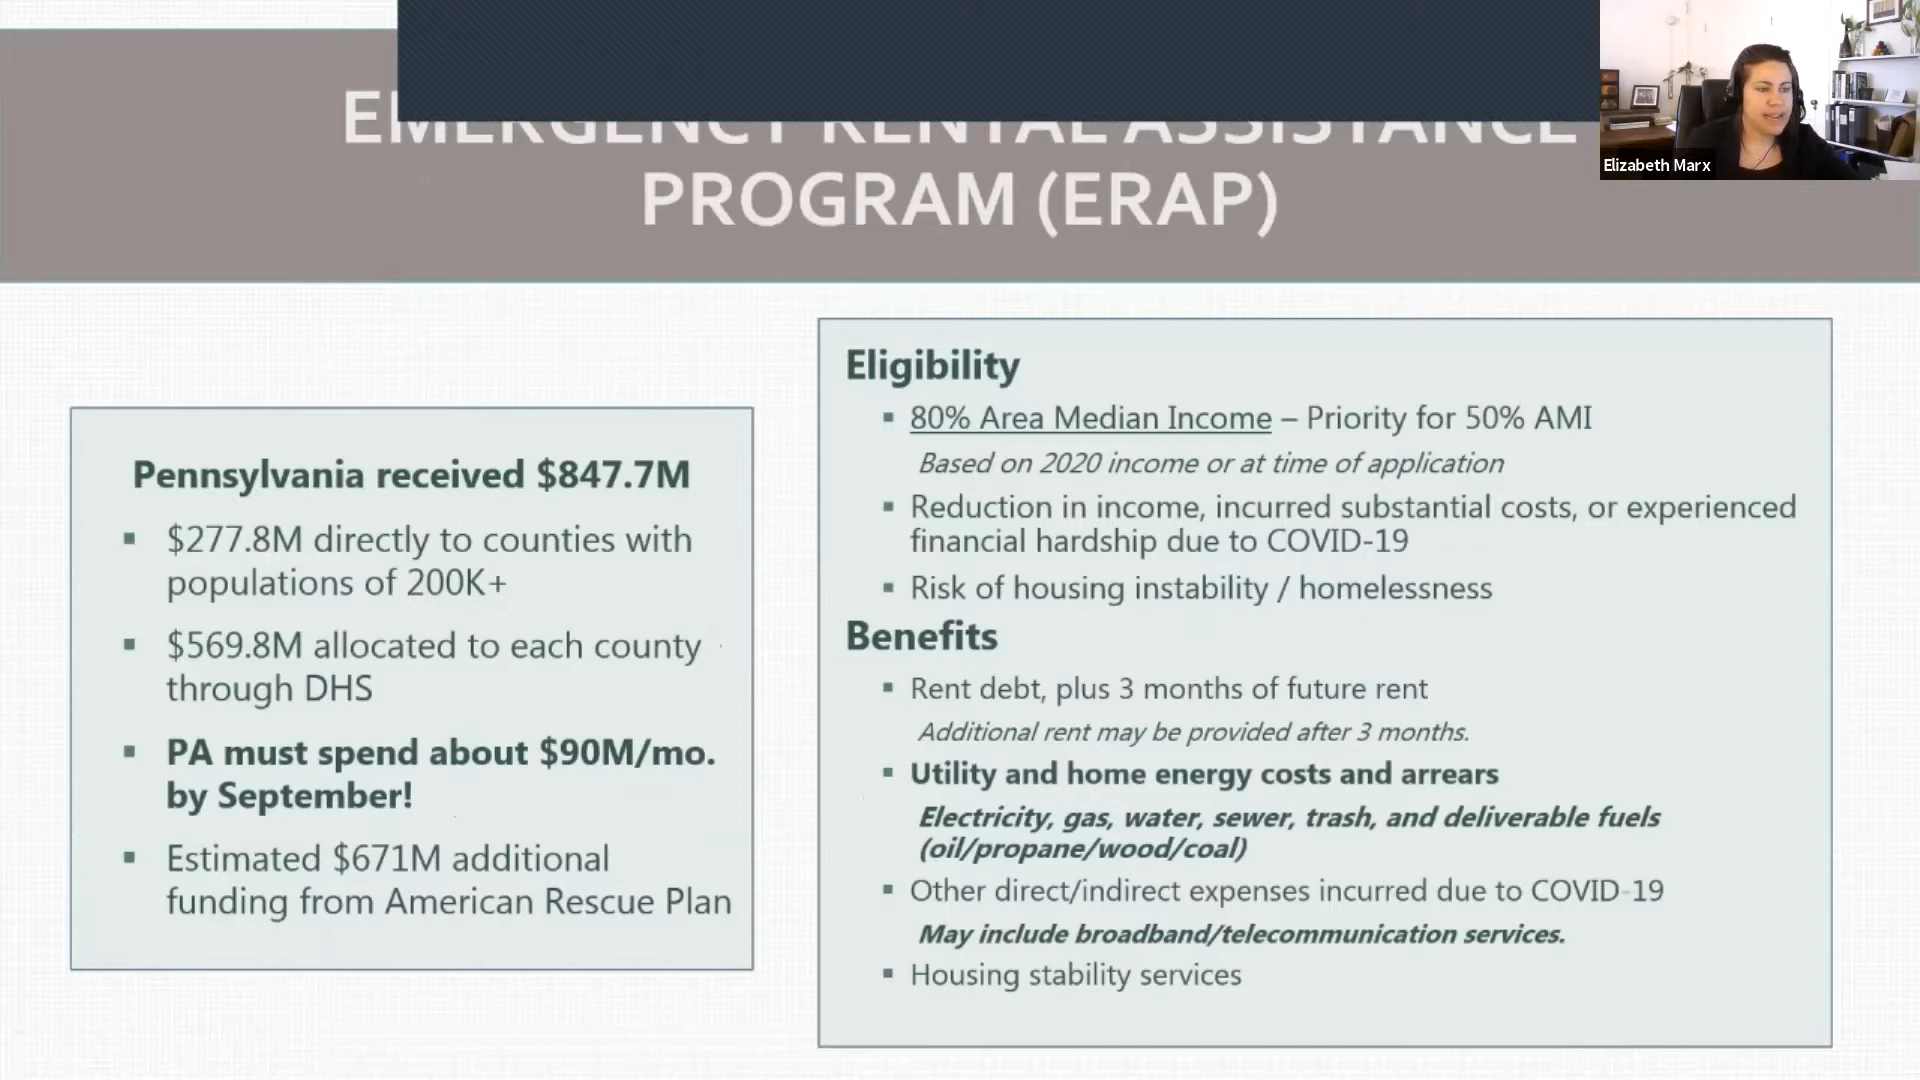 EMERGENCY RENTAL ASSISTANCE
PROGRAM (ERAP)
Elizabeth Marx
Pennsylvania received $847.7M
▪ $277.8M directly to counties with
populations of 200K+
▪ $569.8M allocated to each county
through DHS
▪ PA must spend about $90M/mo.
by September!
▪ Estimated $671M additional
funding from American Rescue Plan
Eligibility
▪ 80% Area Median Income – Priority for 50% AMI
Based on 2020 income or at time of application
▪ Reduction in income, incurred substantial costs, or experienced
financial hardship due to COVID-19
▪ Risk of housing instability / homelessness
Benefits
▪ Rent debt, plus 3 months of future rent
Additional rent may be provided after 3 months.
▪ Utility and home energy costs and arrears
Electricity, gas, water, sewer, trash, and deliverable fuels
(oil/propane/wood/coal)
▪ Other direct/indirect expenses incurred due to COVID-19
May include broadband/telecommunication services.
▪ Housing stability services